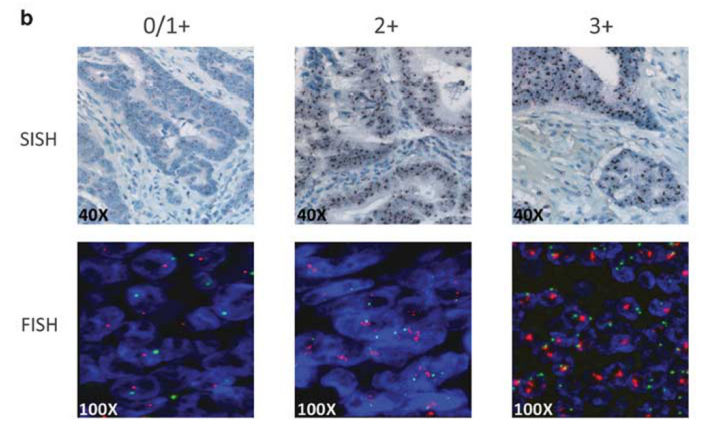 b
0/1+ 2+ 3+
SISH
40X 40X 40X
FISH
100X 100X 100X